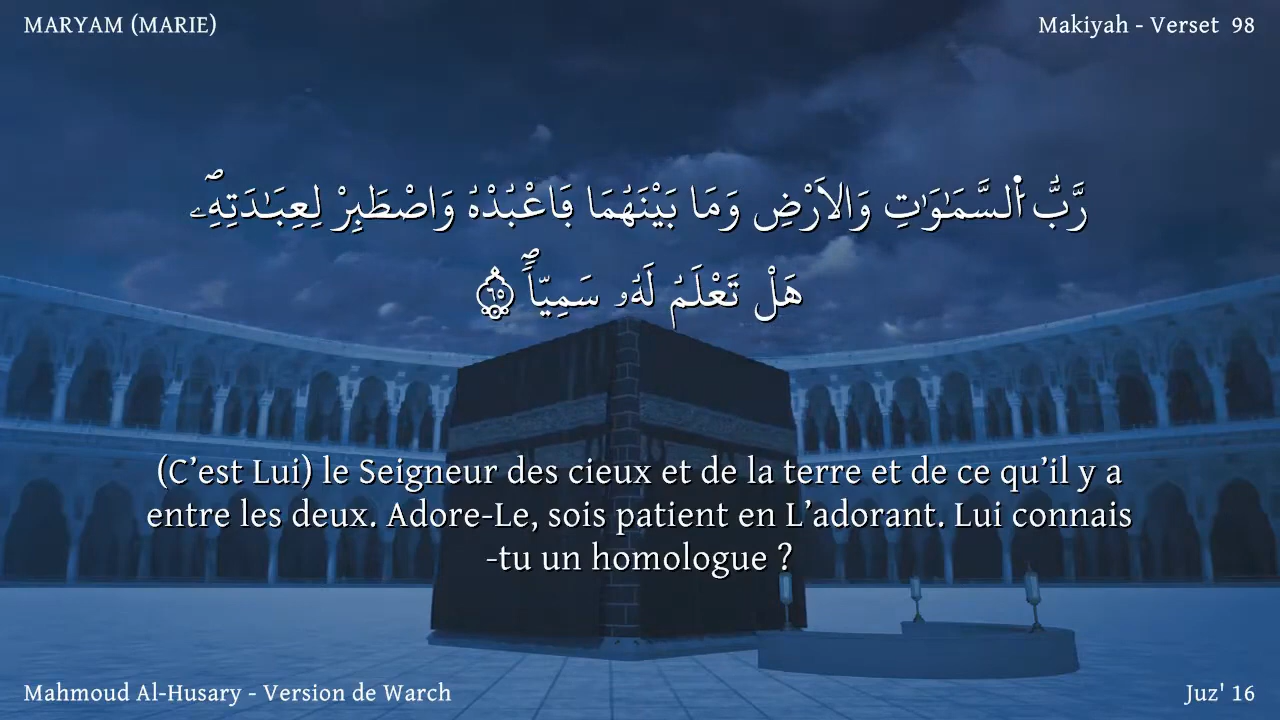 MARYAM (MARIE)
Makiyah - Verset 98
رَّبُّ اُ۬لسَّمَٰوَٰتِ وَالَارْضِ وَمَا بَيْنَهُمَا فَاعْبُدْهُ وَاصْطَبِرْ لِعِبَٰدَتِهِۦۖ
هَلْ تَعْلَمُ لَهُۥ سَمِيّاٗۖ ٦٥
(C’est Lui) le Seigneur des cieux et de la terre et de ce qu’il y a
entre les deux. Adore-Le, sois patient en L’adorant. Lui connais
-tu un homologue ?
Mahmoud Al-Husary - Version de Warch
Juz' 16